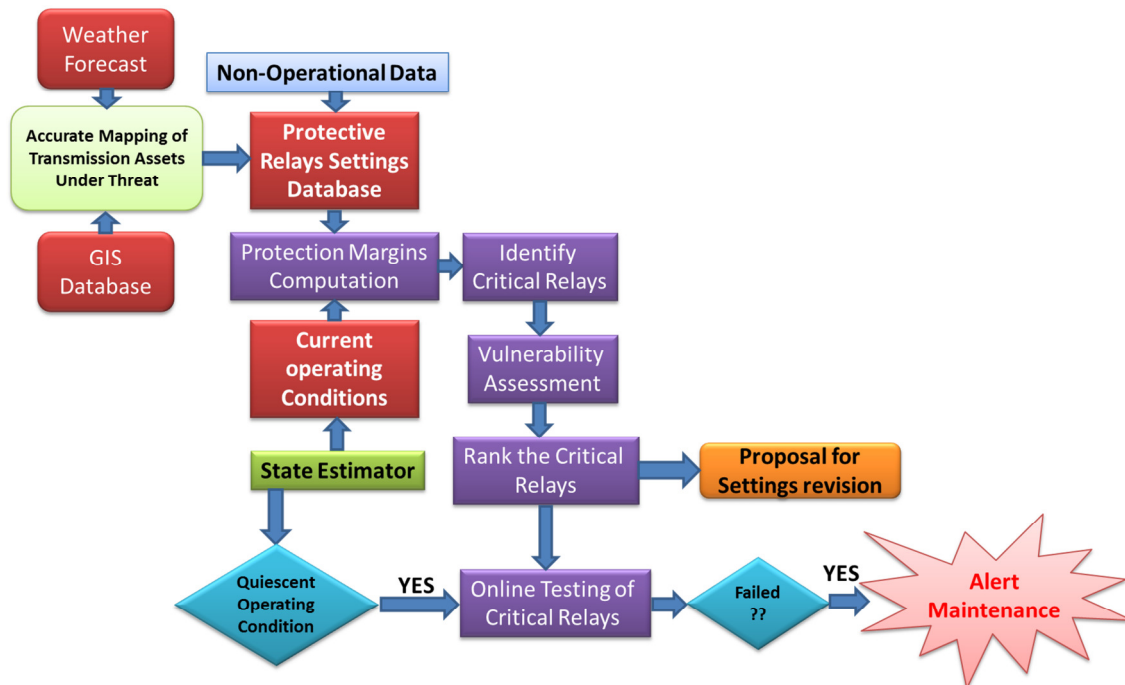 Weather
Forecast
Non-Operational Data
Accurate Mapping of
Transmission Assets
Under Threat
Protective
Relays Settings
Database
GIS
Database
Protection Margins
Computation
Identify
Critical Relays
Current
operating
Conditions
Vulnerability
Assessment
State Estimator
Rank the Critical
Relays
Proposal for
Settings revision
Quiescent
Operating
Condition
YES
Online Testing of
Critical Relays
Failed
??
YES
Alert
Maintenance